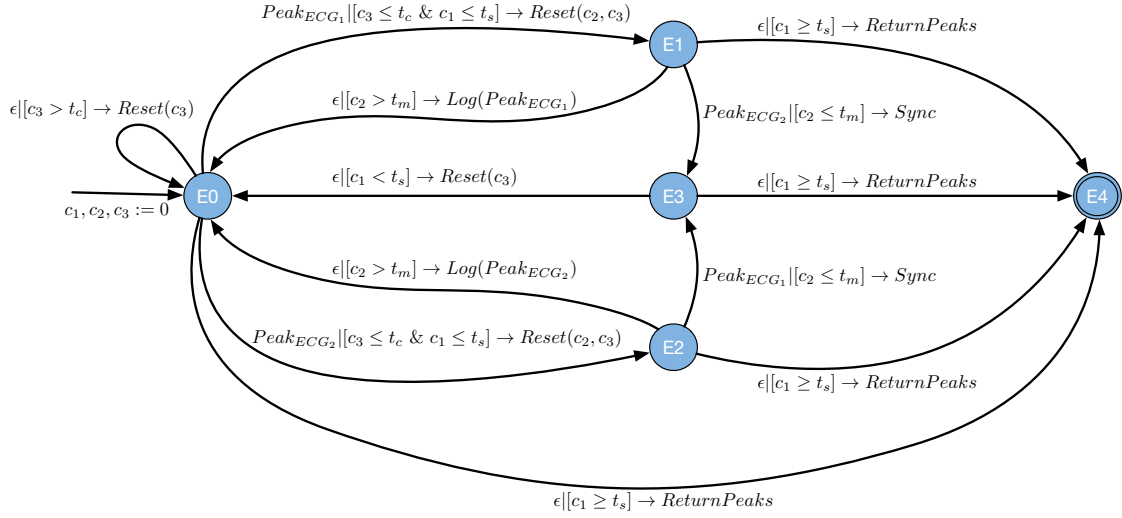 Peak_{ECG_1}|[c_3 ≤ t_c & c_1 ≤ t_s] → Reset(c_2, c_3)
ϵ|[c_1 ≥ t_s] → ReturnPeaks
E1
ϵ|[c_3 > t_c] → Reset(c_3)
ϵ|[c_2 > t_m] → Log(Peak_{ECG_1})
Peak_{ECG_2}|[c_2 ≤ t_m] → Sync
ϵ|[c_1 < t_s] → Reset(c_3)
ϵ|[c_1 ≥ t_s] → ReturnPeaks
E0
E3
E4
c_1, c_2, c_3 := 0
ϵ|[c_2 > t_m] → Log(Peak_{ECG_2})
Peak_{ECG_1}|[c_2 ≤ t_m] → Sync
Peak_{ECG_2}|[c_3 ≤ t_c & c_1 ≤ t_s] → Reset(c_2, c_3)
E2
ϵ|[c_1 ≥ t_s] → ReturnPeaks
ϵ|[c_1 ≥ t_s] → ReturnPeaks